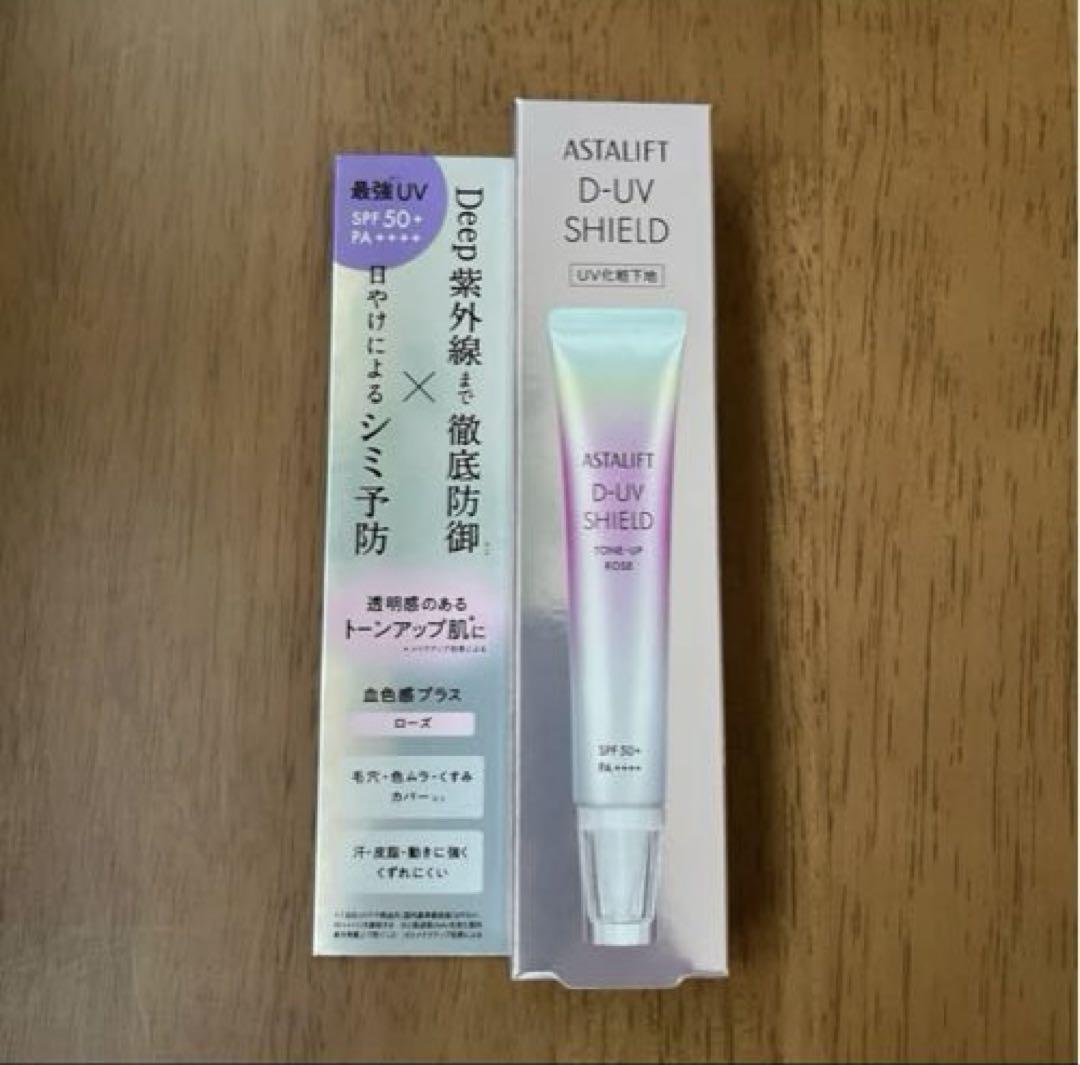 最強UV
SPF 50+
PA ++++
Deep紫外線まで徹底防御
×
日やけによるシミ予防
透明感のある
トーンアップ肌*に
血色感プラス
ローズ
毛穴・色ムラ・くすみ
カバー
汗・皮脂・動きに強く
くずれにくい
ASTALIFT
D-UV
SHIELD
UV化粧下地
ASTALIFT
D-UV
SHIELD
TONE-UP
ROSE
SPF 50+
PA ++++